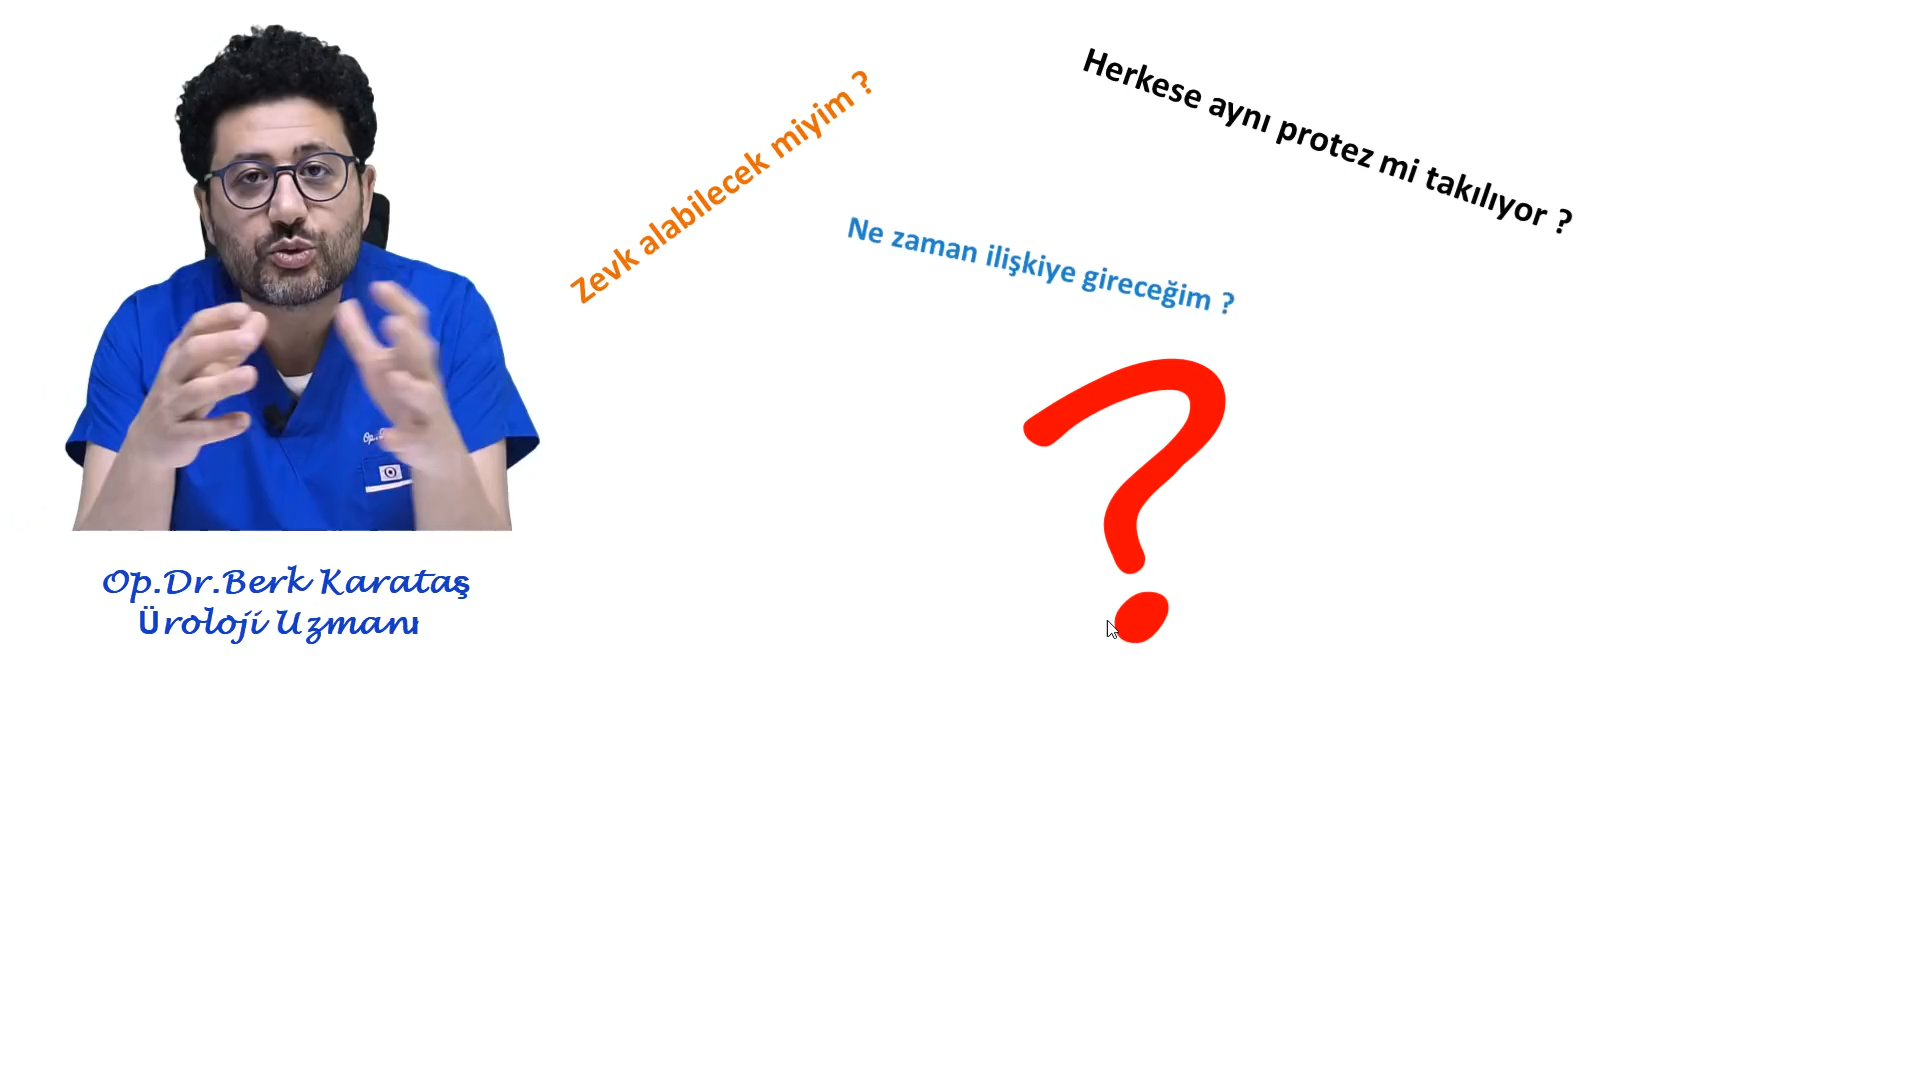 Herkese aynı protez mi takılıyor ?
Zevk alabilecek miyim ?
Ne zaman ilişkiye gireceğim ?
?
Op.Dr.Berk Karataş
Üroloji Uzmanı